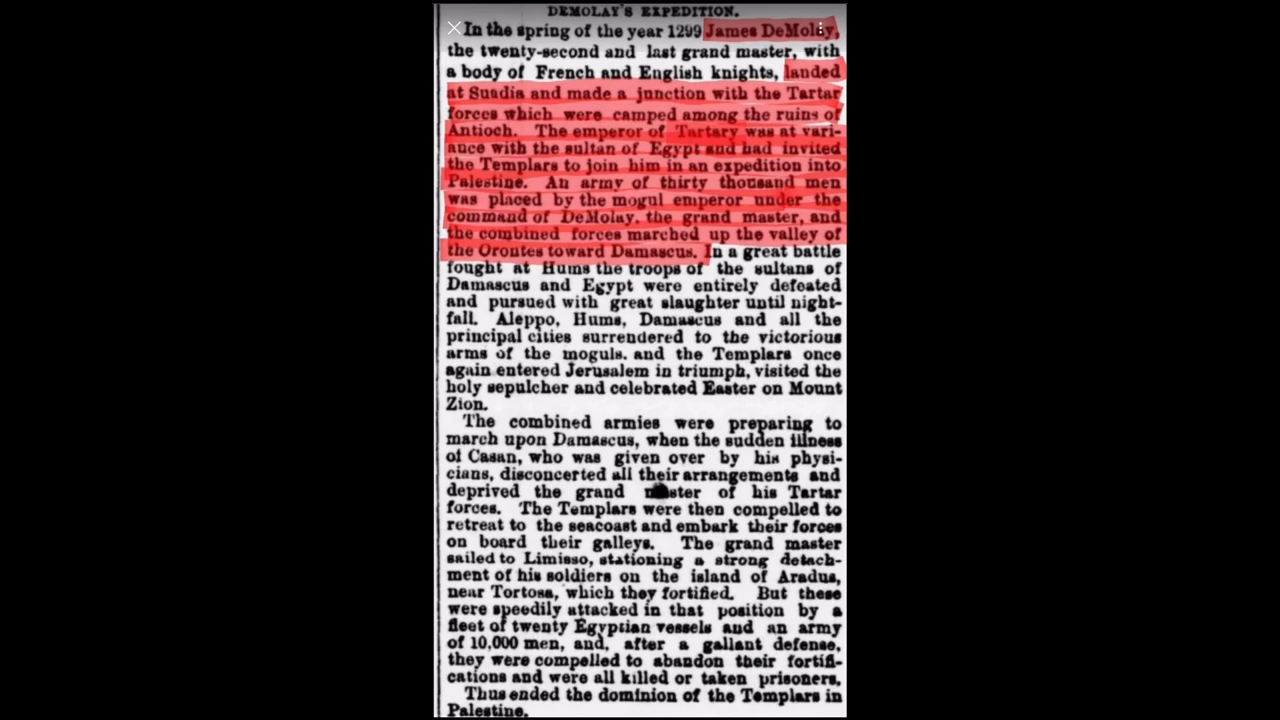 DEMOLAY'S EXPEDITION.
In the spring of the year 1299 James DeMolay,
the twenty-second and last grand master, with
a body of French and English knights, landed
at Suadia and made a junction with the Tartar
forces which were camped among the ruins of
Antioch. The emperor of Tartary was at vari-
ance with the sultan of Egypt and had invited
the Templars to join him in an expedition into
Palestine. An army of thirty thousand men
was placed by the mogul emperor under the
command of DeMolay, the grand master, and
the combined forces marched up the valley of
the Orontes toward Damascus. In a great battle
fought at Hums the troops of the sultans of
Damascus and Egypt were entirely defeated
and pursued with great slaughter until night-
fall. Aleppo, Hums, Damascus and all the
principal cities surrendered to the victorious
arms of the moguls, and the Templars once
again entered Jerusalem in triumph, visited the
holy sepulcher and celebrated Easter on Mount
Zion.
The combined armies were preparing to
march upon Damascus, when the sudden illness
of Casan, who was given over by his physi-
cians, disconcerted all their arrangements and
deprived the grand master of his Tartar
forces. The Templars were then compelled to
retreat to the seacoast and embark their forces
on board their galleys. The grand master
sailed to Limisso, stationing a strong detach-
ment of his soldiers on the island of Aradus,
near Tortosa, which they fortified. But these
were speedily attacked in that position by a
fleet of twenty Egyptian vessels and an army
of 10,000 men, and, after a gallant defense,
they were compelled to abandon their fortifi-
cations and were all killed or taken prisoners.
Thus ended the dominion of the Templars in
Palestine.